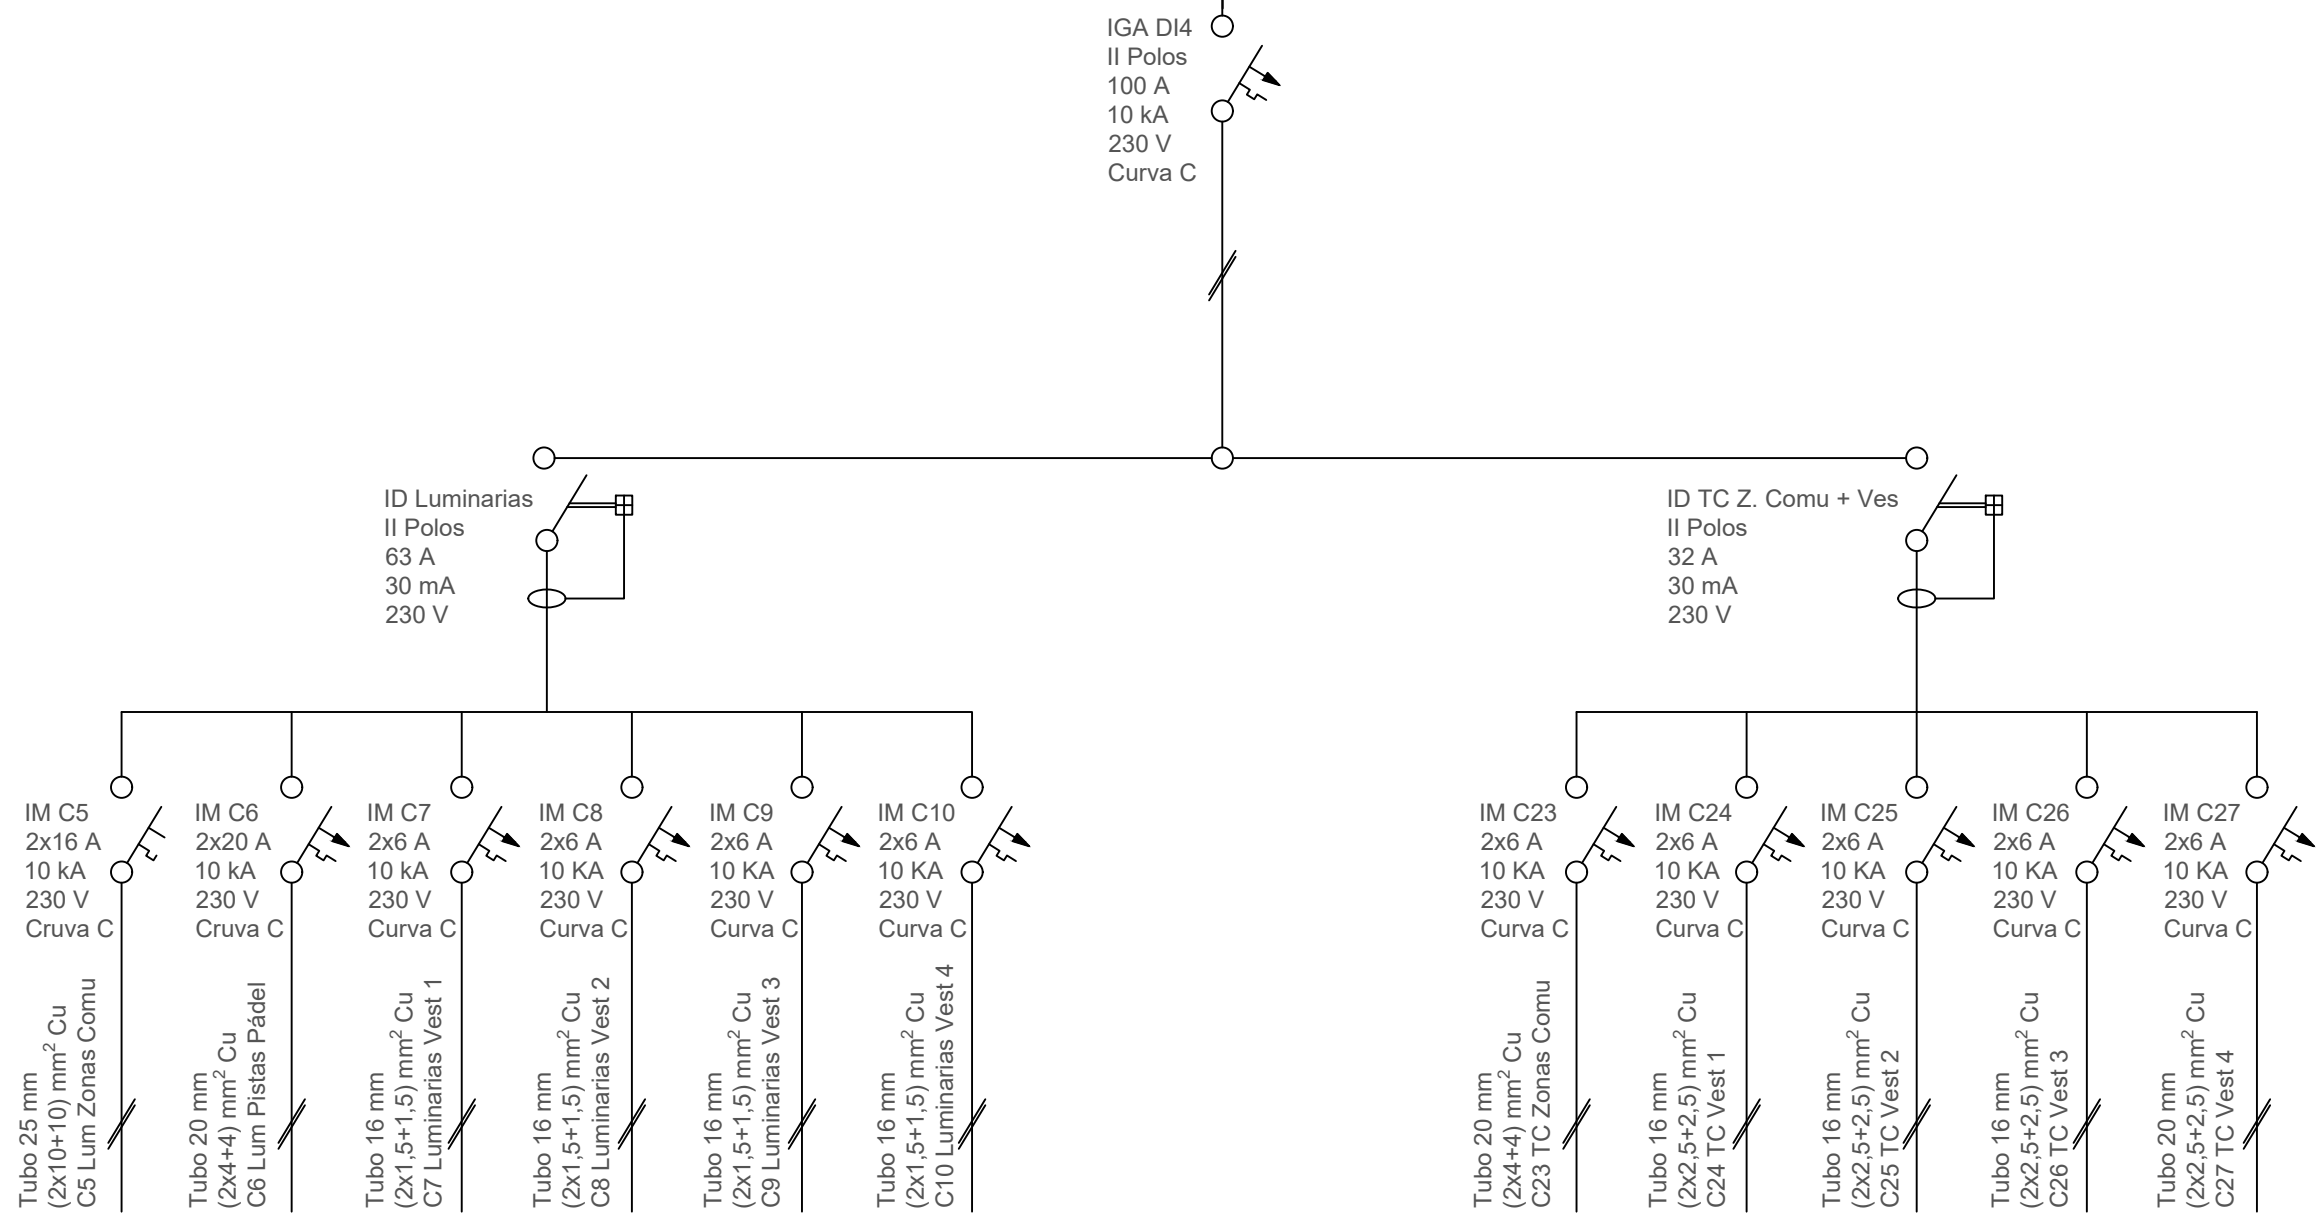 IGA DI4
II Polos
100 A
10 kA
230 V
Curva C
ID Luminarias
II Polos
63 A
30 mA
230 V
ID TC Z. Comu + Ves
II Polos
32 A
30 mA
230 V
IM C5
2x16 A
10 kA
230 V
Cruva C
IM C6
2x20 A
10 kA
230 V
Cruva C
IM C7
2x6 A
10 kA
230 V
Curva C
IM C8
2x6 A
10 KA
230 V
Curva C
IM C9
2x6 A
10 KA
230 V
Curva C
IM C10
2x6 A
10 KA
230 V
Curva C
IM C23
2x6 A
10 KA
230 V
Curva C
IM C24
2x6 A
10 KA
230 V
Curva C
IM C25
2x6 A
10 KA
230 V
Curva C
IM C26
2x6 A
10 KA
230 V
Curva C
IM C27
2x6 A
10 KA
230 V
Curva C
Tubo 25 mm
(2x10+10) mm² Cu
C5 Lum Zonas Comu
Tubo 20 mm
(2x4+4) mm² Cu
C6 Lum Pistas Pádel
Tubo 16 mm
(2x1,5+1,5) mm² Cu
C7 Luminarias Vest 1
Tubo 16 mm
(2x1,5+1,5) mm² Cu
C8 Luminarias Vest 2
Tubo 16 mm
(2x1,5+1,5) mm² Cu
C9 Luminarias Vest 3
Tubo 16 mm
(2x1,5+1,5) mm² Cu
C10 Luminarias Vest 4
Tubo 20 mm
(2x4+4) mm² Cu
C23 TC Zonas Comu
Tubo 16 mm
(2x2,5+2,5) mm² Cu
C24 TC Vest 1
Tubo 16 mm
(2x2,5+2,5) mm² Cu
C25 TC Vest 2
Tubo 16 mm
(2x2,5+2,5) mm² Cu
C26 TC Vest 3
Tubo 20 mm
(2x2,5+2,5) mm² Cu
C27 TC Vest 4